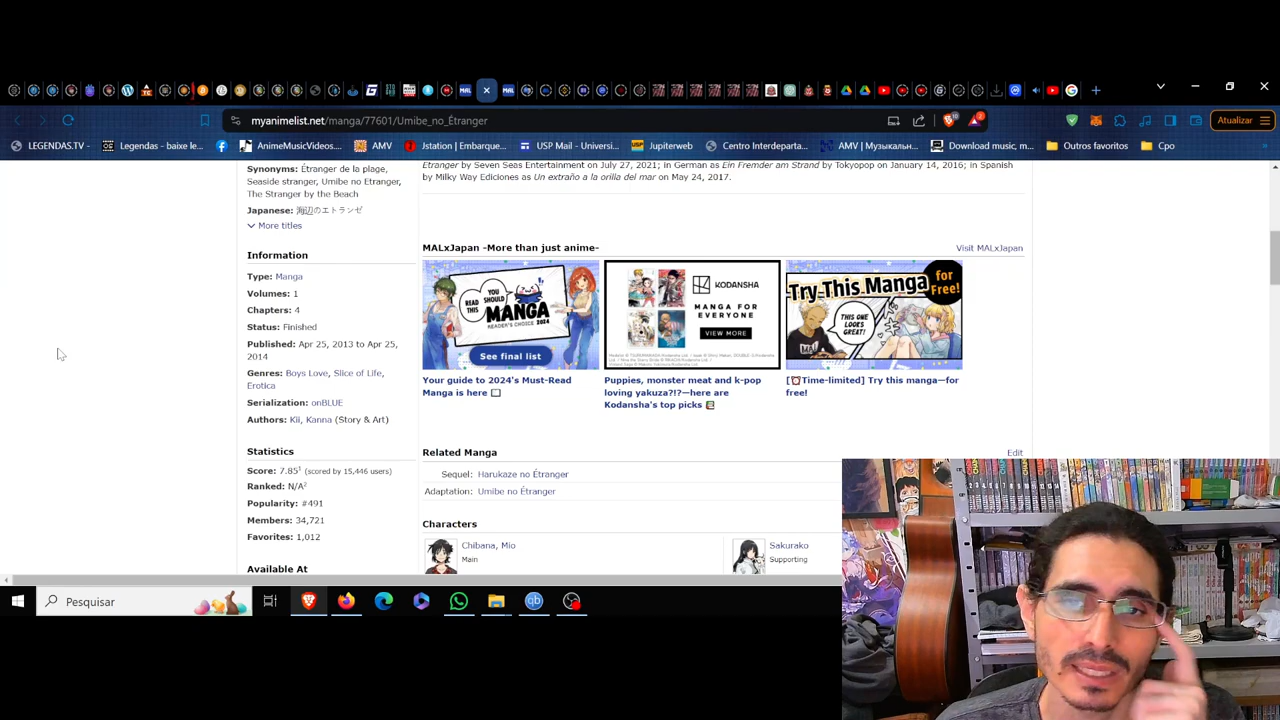 myanimelist.net/manga/77601/Umibe_no_Étranger
Atualizar
LEGENDAS.TV -
Legendas - baixe le...
AnimeMusicVideos....
AMV
Jstation | Embarque...
USP Mail - Universi...
Jupiterweb
Centro Interdeparta...
AMV | Музыкальн...
Download music, m...
Outros favoritos
Cpo
Etranger by Seven Seas Entertainment on July 27, 2021; in German as Ein Fremder am Strand by Tokyopop on January 14, 2016; in Spanish
by Milky Way Ediciones as Un extraño a la orilla del mar on May 24, 2017.
Synonyms: Étranger de la plage,
Seaside stranger, Umibe no Etranger,
The Stranger by the Beach
Japanese: 海辺のエトランゼ
More titles
Information
Type: Manga
Volumes: 1
Chapters: 4
Status: Finished
Published: Apr 25, 2013 to Apr 25,
2014
Genres: Boys Love, Slice of Life,
Erotica
Serialization: onBLUE
Authors: Kii, Kanna (Story & Art)
Statistics
Score: 7.85¹ (scored by 15,446 users)
Ranked: N/A²
Popularity: #491
Members: 34,721
Favorites: 1,012
Available At
MALxJapan -More than just anime-
Visit MALxJapan
READ THIS
YOU SHOULD
MANGA
READER'S CHOICE 2024
See final list
KODANSHA
MANGA FOR
EVERYONE
VIEW MORE
Try This Manga
for
Free!
THIS ONE
LOOKS
GREAT!
Your guide to 2024's Must-Read
Manga is here
Puppies, monster meat and k-pop
loving yakuza?!?—here are
Kodansha's top picks
[⏰Time-limited] Try this manga—for
free!
Related Manga
Edit
Sequel: Harukaze no Étranger
Adaptation: Umibe no Étranger
Characters
Chibana, Mio
Main
Sakurako
Supporting
Pesquisar